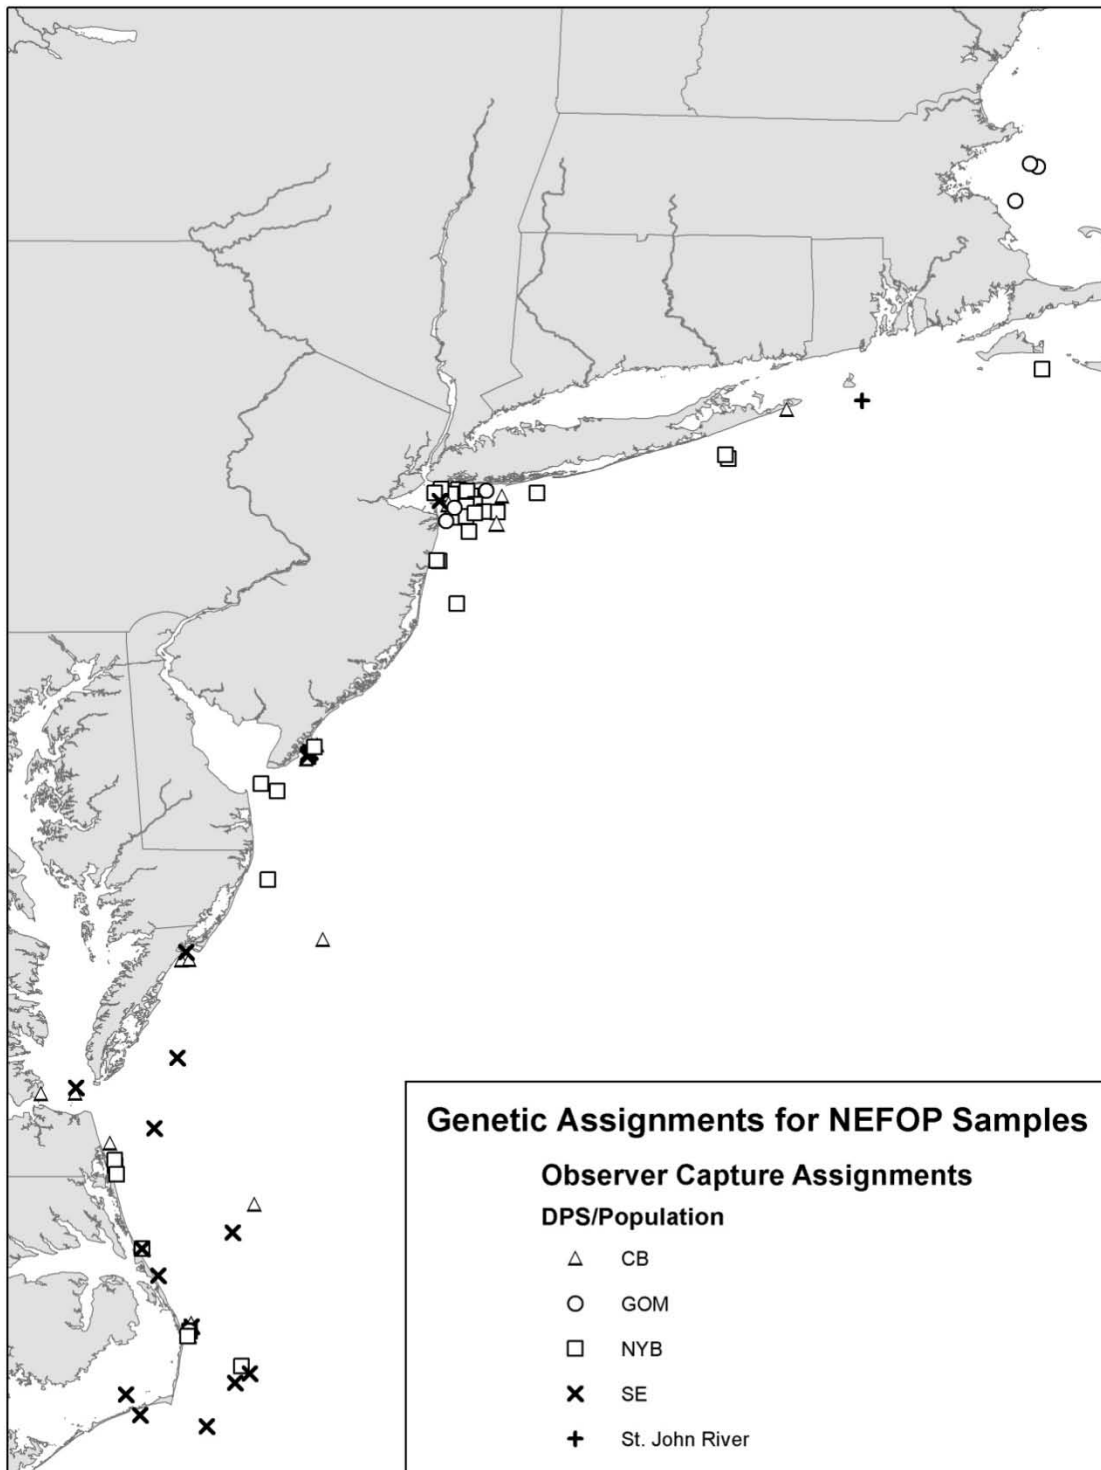 Genetic Assignments for NEFOP Samples
Observer Capture Assignments
DPS/Population
CB
GOM
NYB
SE
St. John River